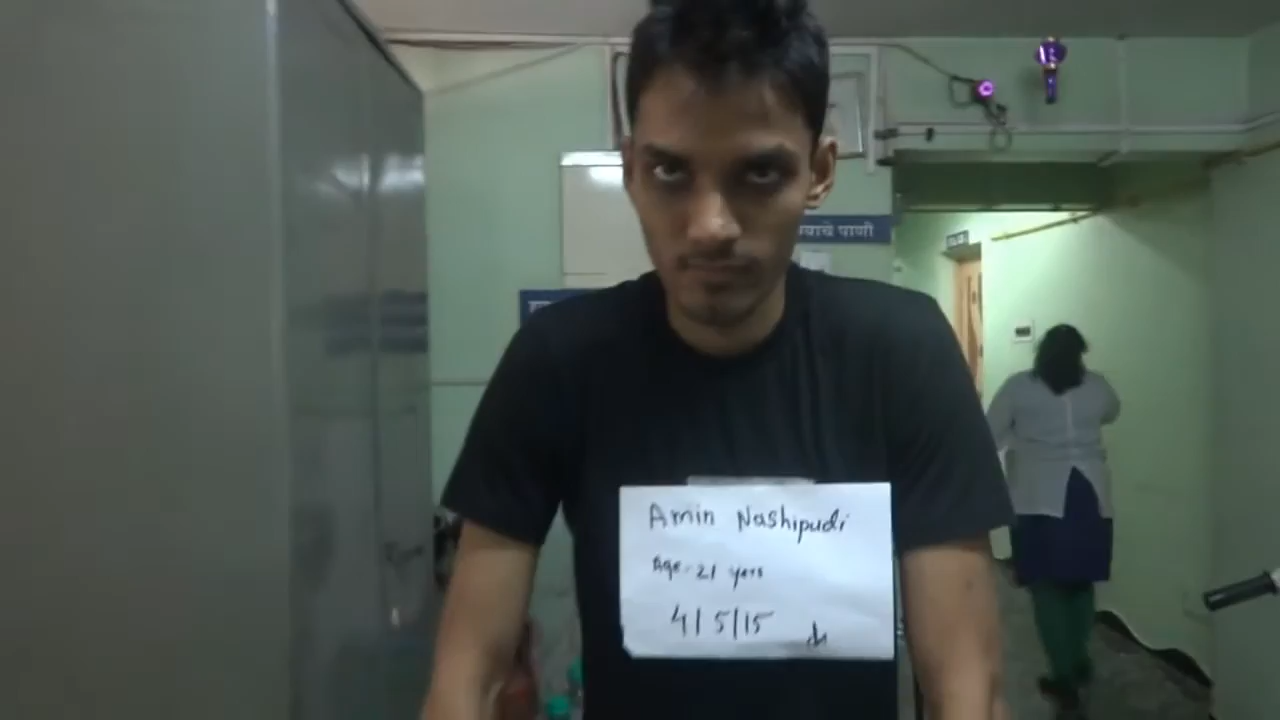 पाणी
Amin Nashipudi
Age - 21 years
4/5/15